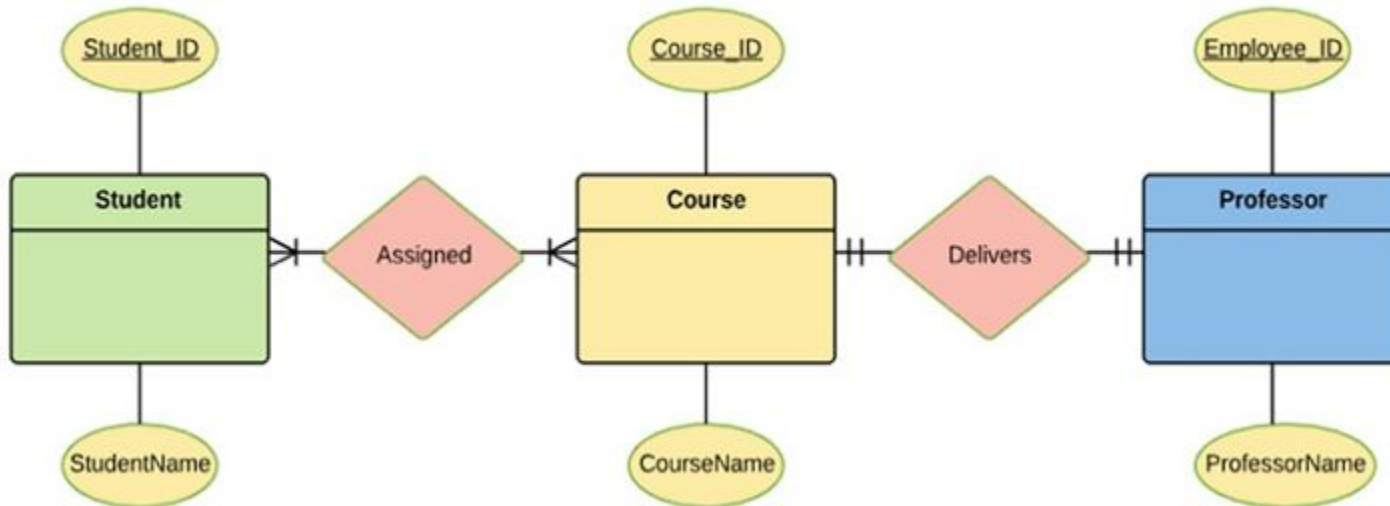 Student_ID
Course_ID
Employee_ID
Student
Course
Professor
Assigned
Delivers
StudentName
CourseName
ProfessorName